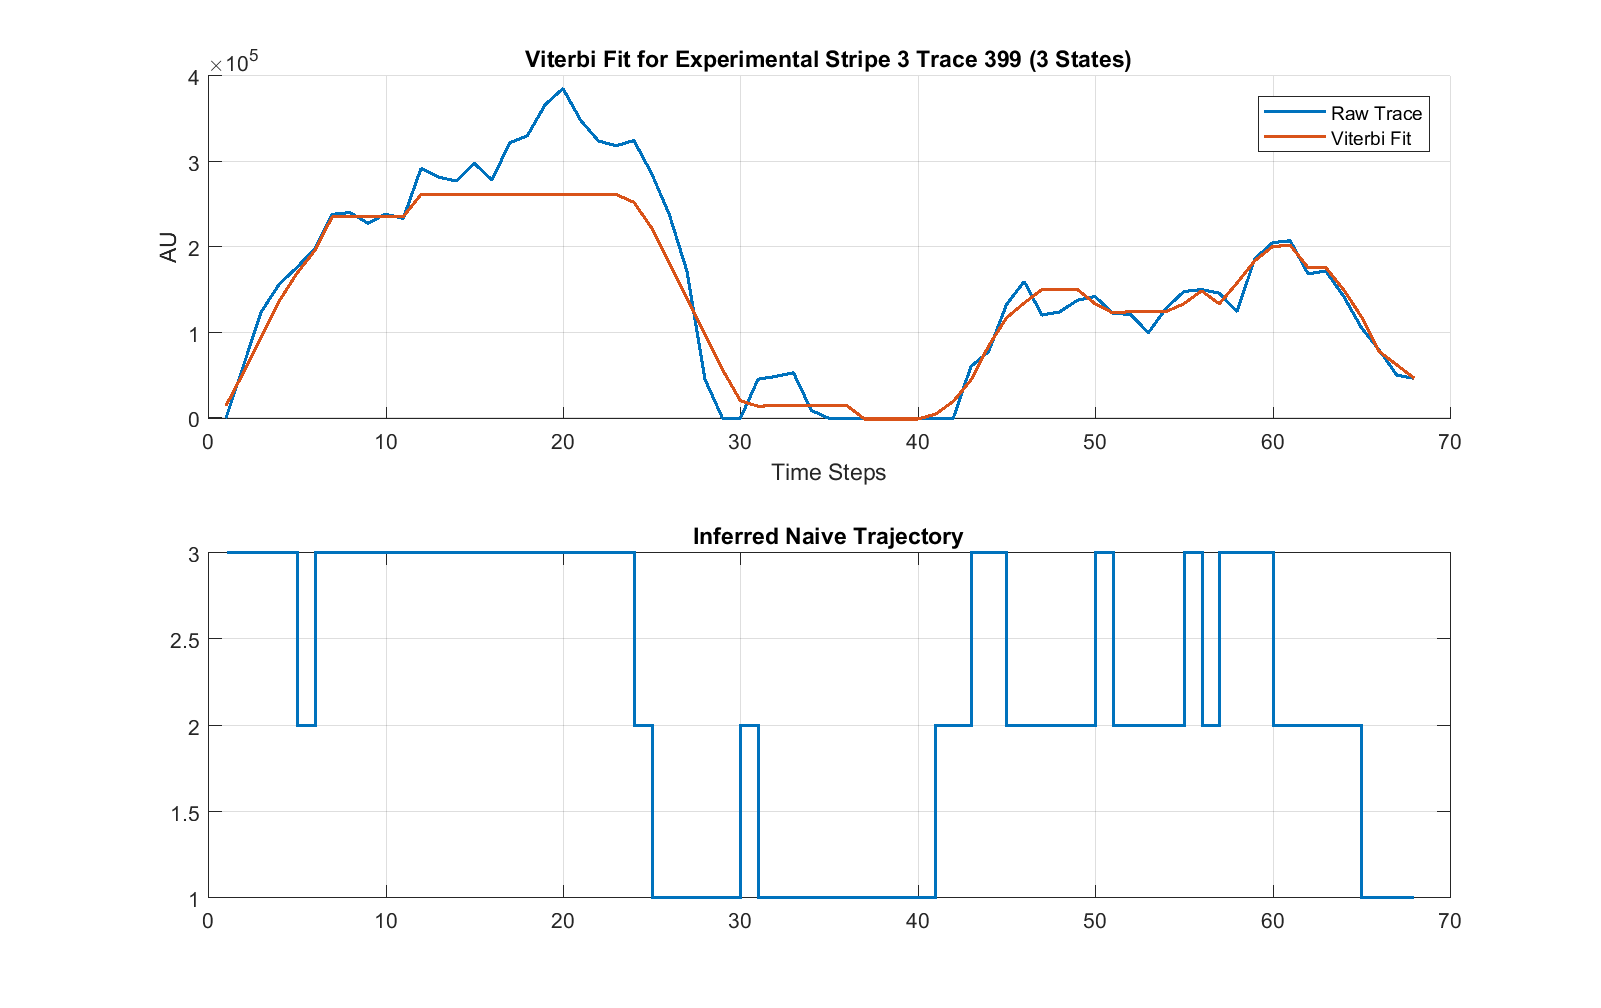 Viterbi Fit for Experimental Stripe 3 Trace 399 (3 States)
×10^5
4
3
2
1
0
AU
Raw Trace
Viterbi Fit
0 10 20 30 40 50 60 70
Time Steps
Inferred Naive Trajectory
3
2.5
2
1.5
1
0 10 20 30 40 50 60 70